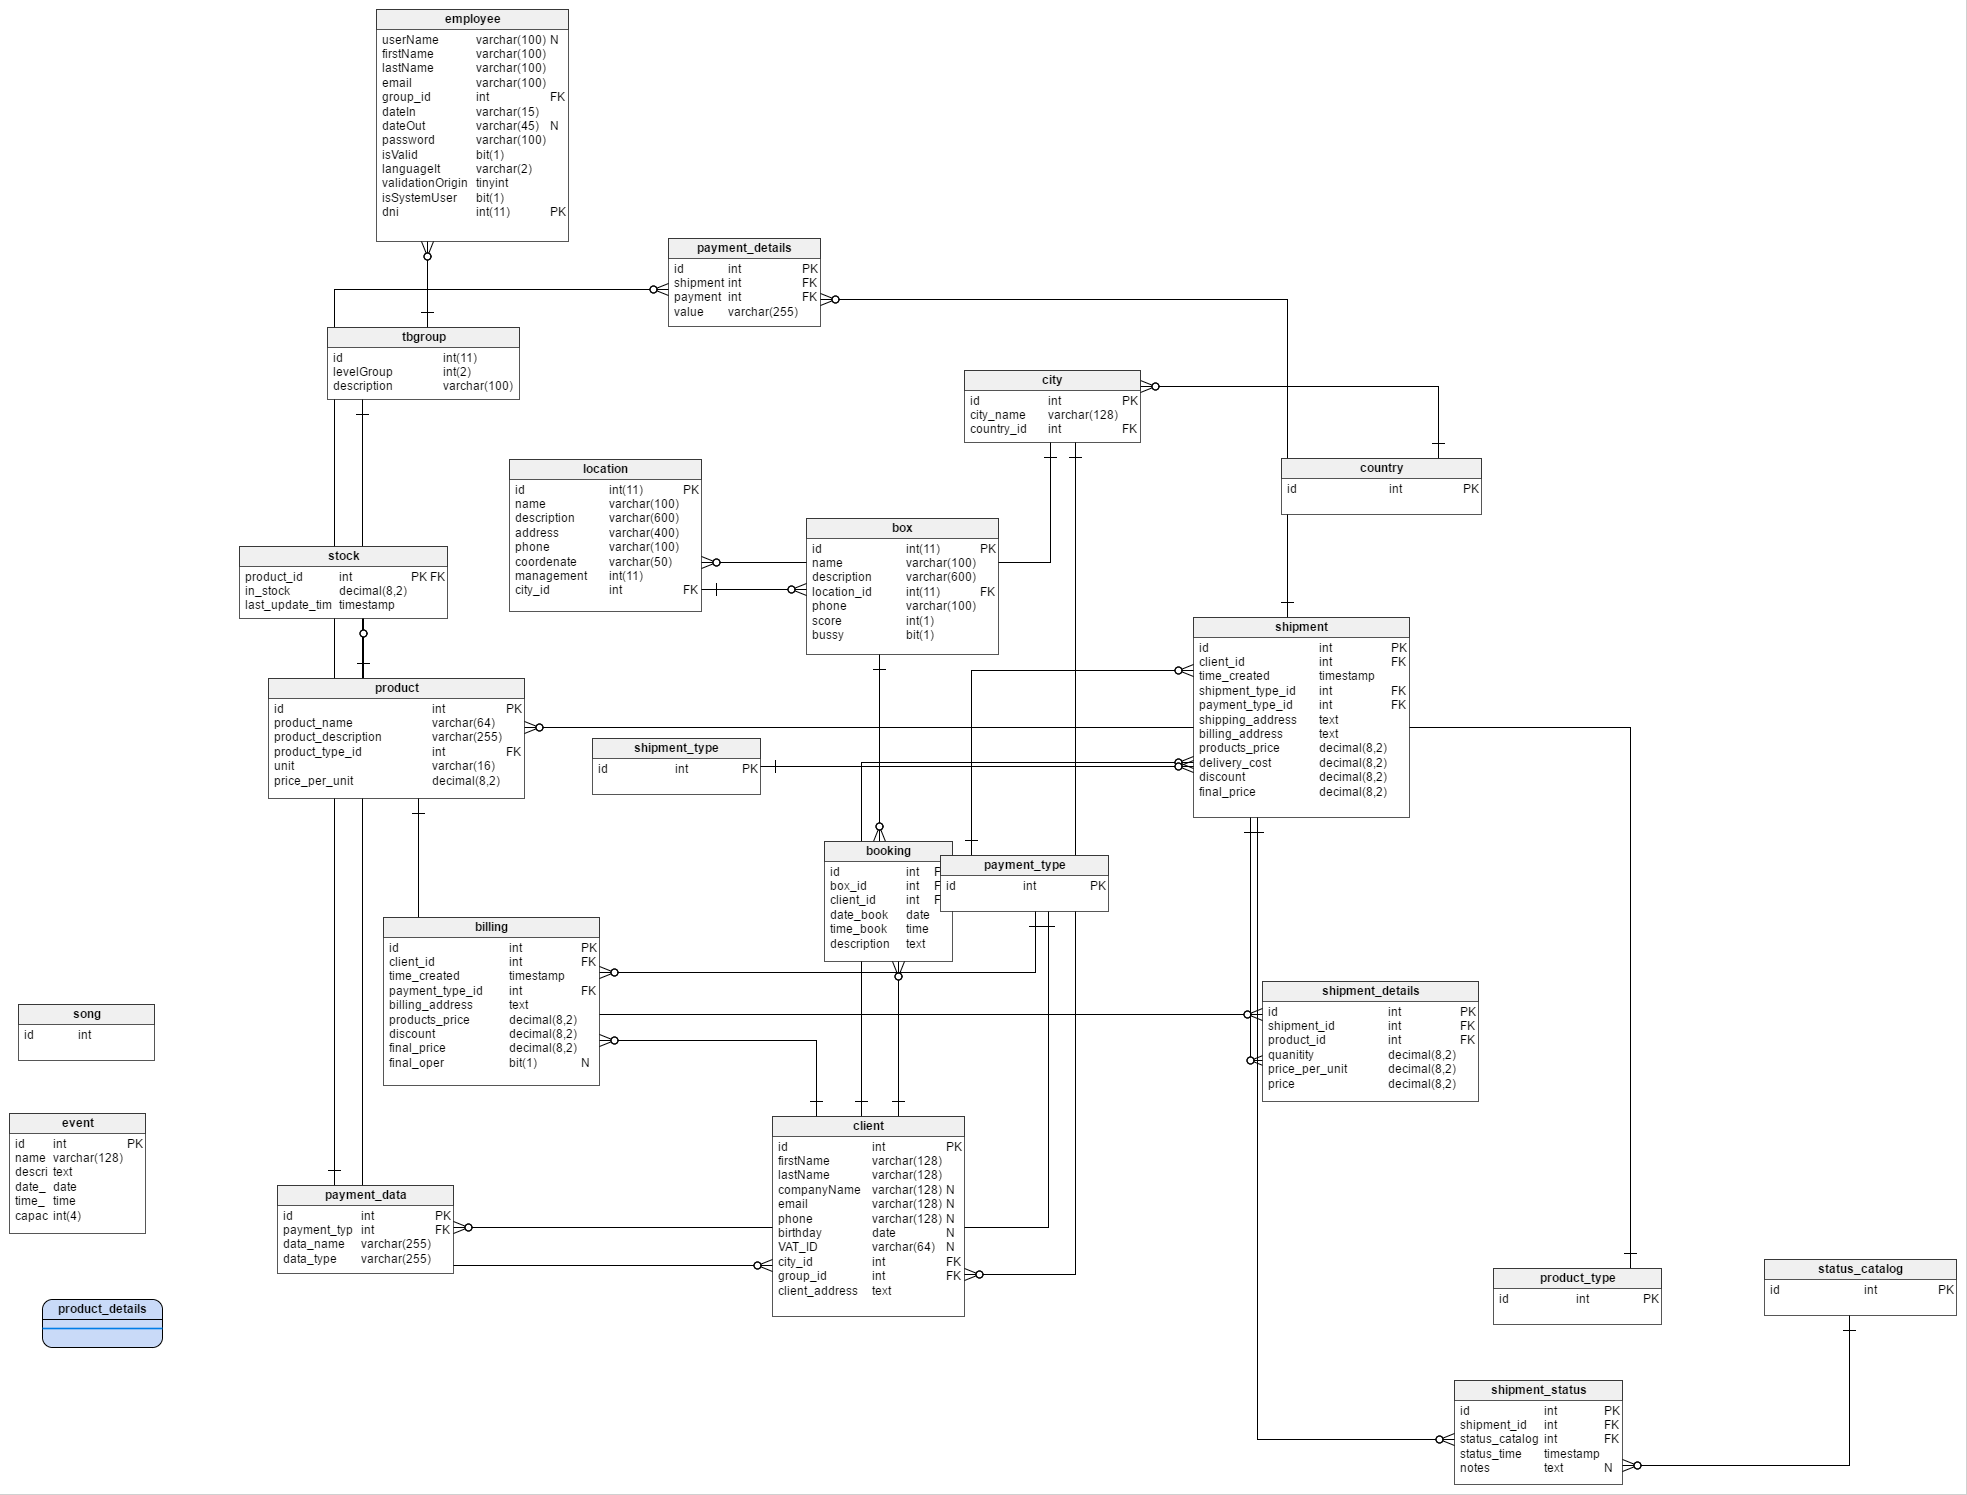 employee
userName varchar(100) N
firstName varchar(100)
lastName varchar(100)
email varchar(100)
group_id int FK
dateIn varchar(15)
dateOut varchar(45) N
password varchar(100)
isValid bit(1)
languageIt varchar(2)
validationOrigin tinyint
isSystemUser bit(1)
dni int(11) PK
payment_details
id int PK
shipment int FK
payment int FK
value varchar(255)
tbgroup
id int(11)
levelGroup int(2)
description varchar(100)
city
id int PK
city_name varchar(128)
country_id int FK
country
id int PK
location
id int(11) PK
name varchar(100)
description varchar(600)
address varchar(400)
phone varchar(100)
coordenate varchar(50)
management int(11)
city_id int FK
box
id int(11) PK
name varchar(100)
description varchar(600)
location_id int(11) FK
phone varchar(100)
score int(1)
bussy bit(1)
stock
product_id int PK FK
in_stock decimal(8,2)
last_update_tim timestamp
shipment
id int PK
client_id int FK
time_created timestamp
shipment_type_id int FK
payment_type_id int FK
shipping_address text
billing_address text
products_price decimal(8,2)
delivery_cost decimal(8,2)
discount decimal(8,2)
final_price decimal(8,2)
product
id int PK
product_name varchar(64)
product_description varchar(255)
product_type_id int FK
unit varchar(16)
price_per_unit decimal(8,2)
shipment_type
id int PK
booking
id int
box_id int
client_id int
date_book date
time_book time
description text
payment_type
id int PK
billing
id int PK
client_id int FK
time_created timestamp
payment_type_id int FK
billing_address text
products_price decimal(8,2)
discount decimal(8,2)
final_price decimal(8,2)
final_oper bit(1) N
shipment_details
id int PK
shipment_id int FK
product_id int FK
quanitity decimal(8,2)
price_per_unit decimal(8,2)
price decimal(8,2)
song
id int
event
id int PK
name varchar(128)
descri text
date_ date
time_ time
capac int(4)
client
id int PK
firstName varchar(128)
lastName varchar(128)
companyName varchar(128) N
email varchar(128) N
phone varchar(128) N
birthday date N
VAT_ID varchar(64) N
city_id int FK
group_id int FK
client_address text
payment_data
id int PK
payment_typ int FK
data_name varchar(255)
data_type varchar(255)
product_details
product_type
id int PK
status_catalog
id int PK
shipment_status
id int PK
shipment_id int FK
status_catalog int FK
status_time timestamp
notes text N